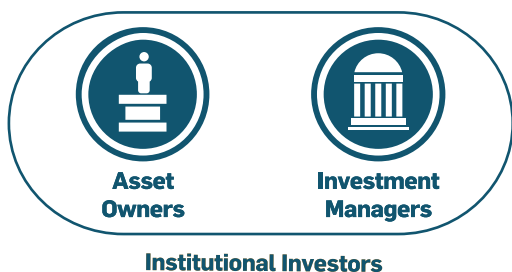 Asset
Owners
Investment
Managers
Institutional Investors